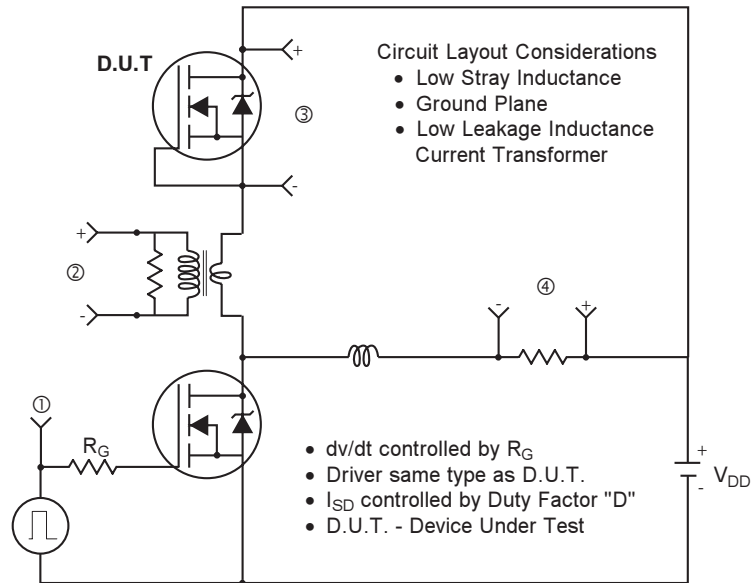 D.U.T
+
Circuit Layout Considerations
• Low Stray Inductance
• Ground Plane
• Low Leakage Inductance
Current Transformer
③
-
+
②
-
④
-
+
①
R_G
• dv/dt controlled by R_G
• Driver same type as D.U.T.
• I_SD controlled by Duty Factor "D"
• D.U.T. - Device Under Test
+
V_DD
-